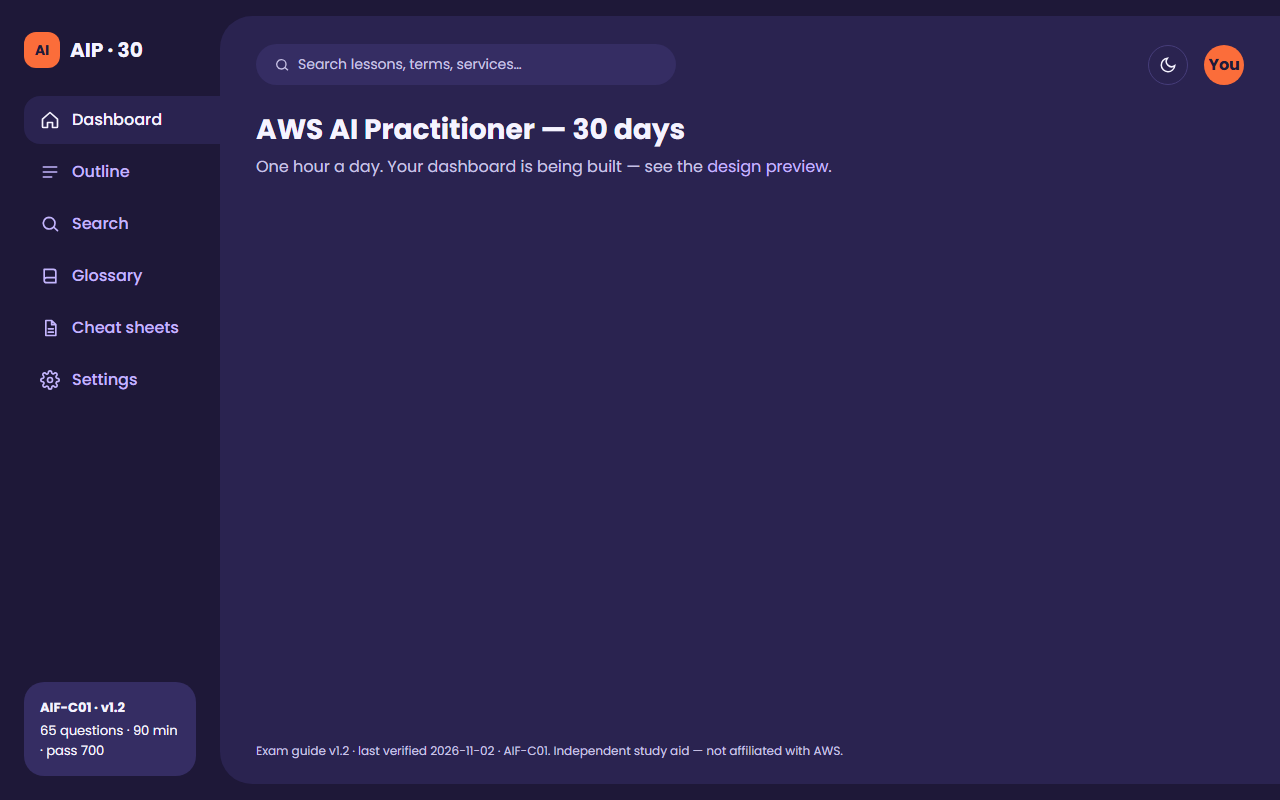 AI AIP · 30
Dashboard
Outline
Search
Glossary
Cheat sheets
Settings
AIF-C01 · v1.2
65 questions · 90 min
· pass 700
Search lessons, terms, services...
You
AWS AI Practitioner — 30 days
One hour a day. Your dashboard is being built — see the design preview.
Exam guide v1.2 · last verified 2026-11-02 · AIF-C01. Independent study aid — not affiliated with AWS.